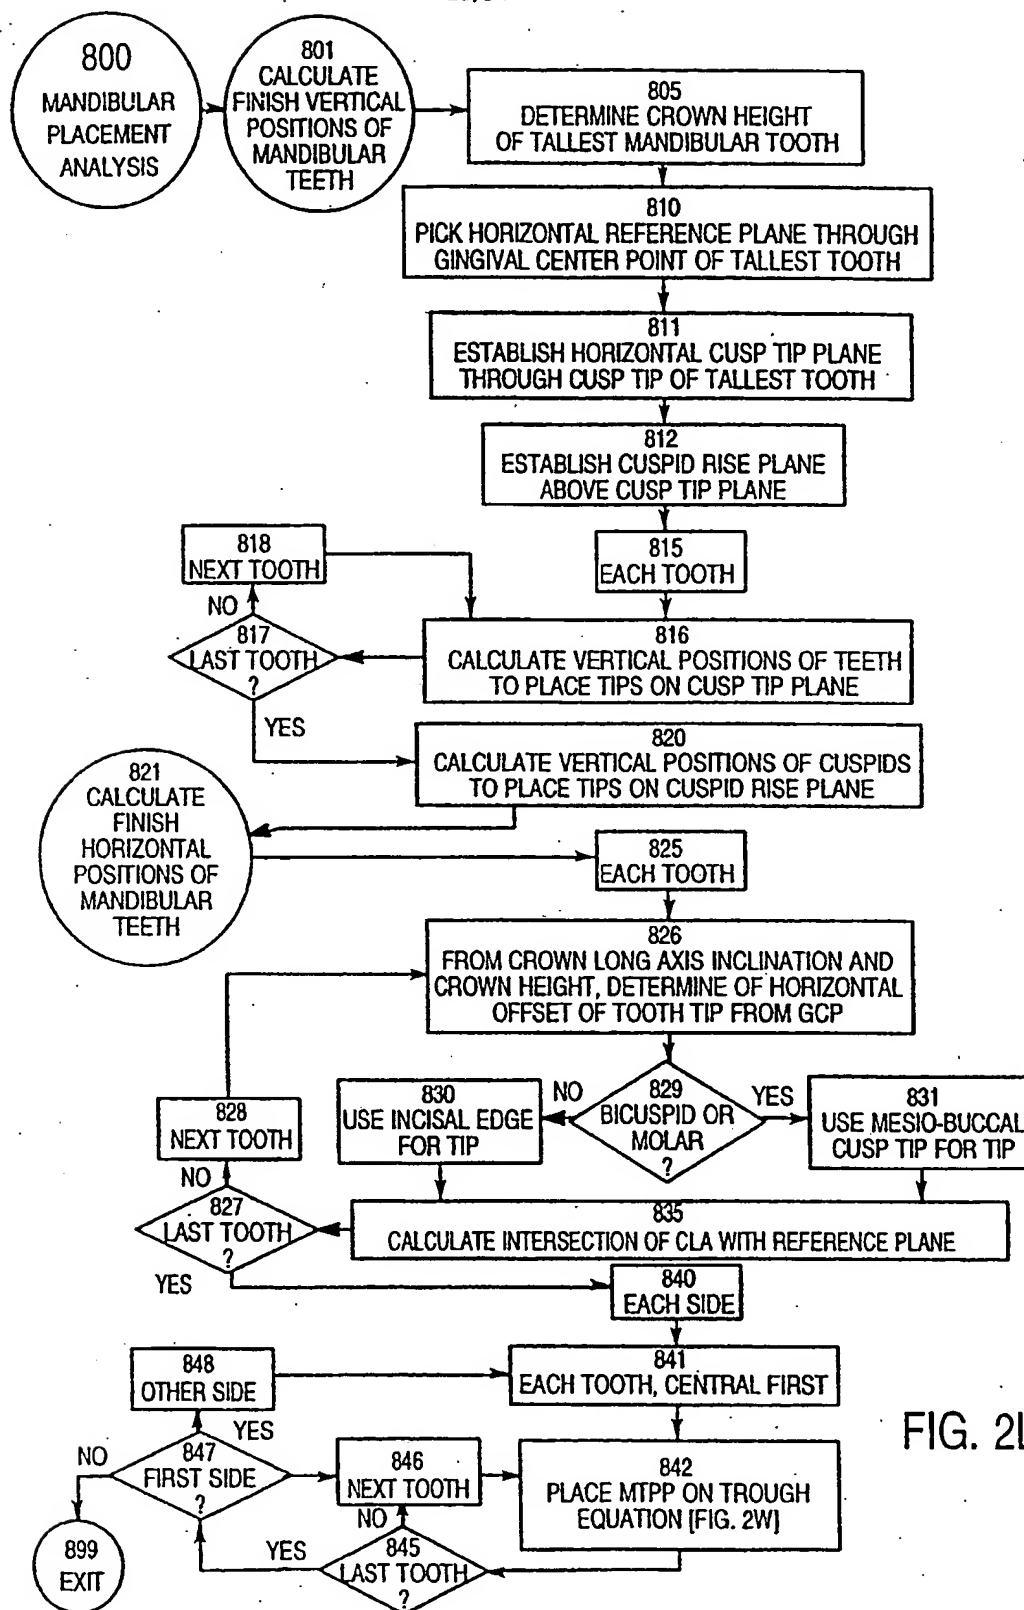 800
MANDIBULAR
PLACEMENT
ANALYSIS
801
CALCULATE
FINISH VERTICAL
POSITIONS OF
MANDIBULAR
TEETH
805
DETERMINE CROWN HEIGHT
OF TALLEST MANDIBULAR TOOTH
810
PICK HORIZONTAL REFERENCE PLANE THROUGH
GINGIVAL CENTER POINT OF TALLEST TOOTH
811
ESTABLISH HORIZONTAL CUSP TIP PLANE
THROUGH CUSP TIP OF TALLEST TOOTH
812
ESTABLISH CUSPID RISE PLANE
ABOVE CUSP TIP PLANE
815
EACH TOOTH
818
NEXT TOOTH
NO
817
LAST TOOTH
?
YES
816
CALCULATE VERTICAL POSITIONS OF TEETH
TO PLACE TIPS ON CUSP TIP PLANE
820
CALCULATE VERTICAL POSITIONS OF CUSPIDS
TO PLACE TIPS ON CUSPID RISE PLANE
821
CALCULATE
FINISH
HORIZONTAL
POSITIONS OF
MANDIBULAR
TEETH
825
EACH TOOTH
826
FROM CROWN LONG AXIS INCLINATION AND
CROWN HEIGHT, DETERMINE OF HORIZONTAL
OFFSET OF TOOTH TIP FROM GCP
829
BICUSPID OR
MOLAR
?
NO
YES
830
USE INCISAL EDGE
FOR TIP
831
USE MESIO-BUCCAL
CUSP TIP FOR TIP
828
NEXT TOOTH
NO
827
LAST TOOTH
?
YES
835
CALCULATE INTERSECTION OF CLA WITH REFERENCE PLANE
840
EACH SIDE
841
EACH TOOTH, CENTRAL FIRST
848
OTHER SIDE
YES
NO
847
FIRST SIDE
?
846
NEXT TOOTH
NO
842
PLACE MTPP ON TROUGH
EQUATION [FIG. 2W]
YES
845
LAST TOOTH
?
899
EXIT